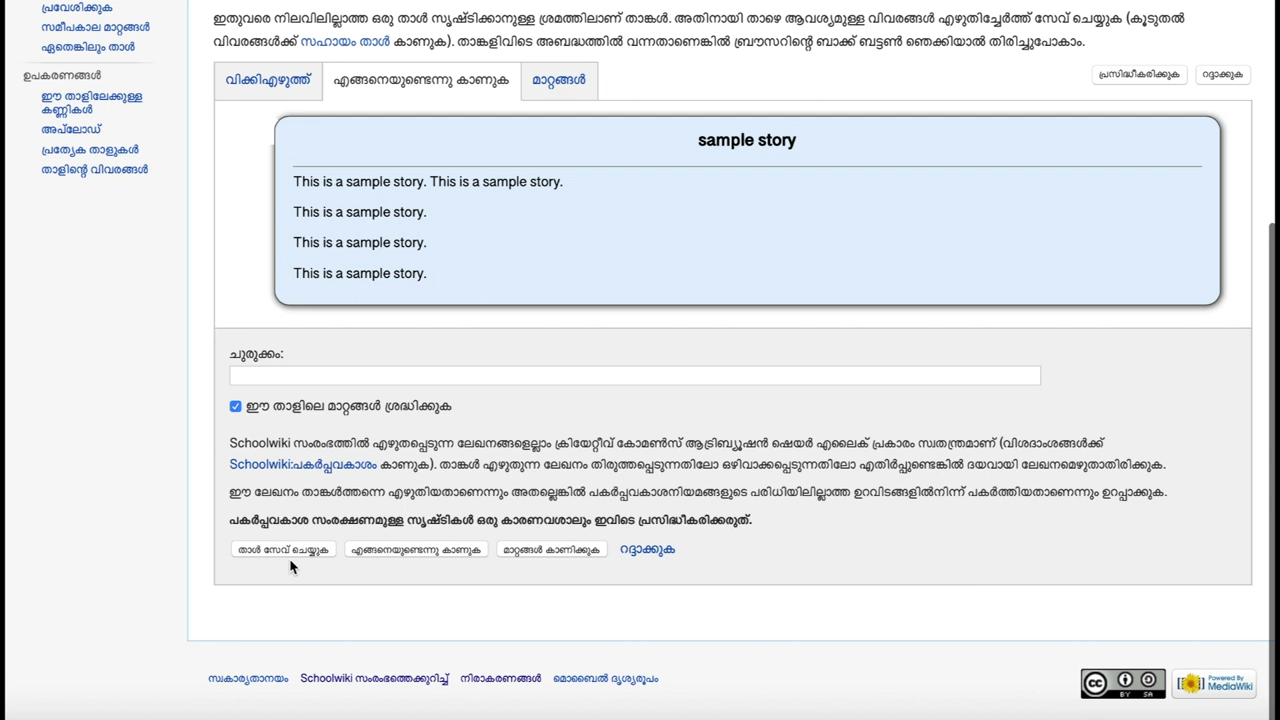 പ്രവേശിക്കുക
സമീപകാല മാറ്റങ്ങൾ
ഏതെങ്കിലും താൾ
ഉപകരണങ്ങൾ
ഈ താളിലേക്കുള്ള
കണ്ണികൾ
അപ്‌ലോഡ്
പ്രത്യേക താളുകൾ
താളിന്റെ വിവരങ്ങൾ
ഇതുവരെ നിലവിലില്ലാത്ത ഒരു താൾ സൃഷ്ടിക്കാനുള്ള ശ്രമത്തിലാണ് താങ്കൾ. അതിനായി താഴെ ആവശ്യമുള്ള വിവരങ്ങൾ എഴുതിച്ചേർത്ത് സേവ് ചെയ്യുക (കൂടുതൽ
വിവരങ്ങൾക്ക് സഹായം താൾ കാണുക). താങ്കളിവിടെ അബദ്ധത്തിൽ വന്നതാണെങ്കിൽ ബ്രൗസറിന്റെ ബാക്ക് ബട്ടൺ ഞെക്കിയാൽ തിരിച്ചുപോകാം.
വിക്കിഎഴുത്ത് എങ്ങനെയുണ്ടെന്നു കാണുക മാറ്റങ്ങൾ പ്രസിദ്ധീകരിക്കുക റദ്ദാക്കുക
sample story
This is a sample story. This is a sample story.
This is a sample story.
This is a sample story.
This is a sample story.
ചുരുക്കം:
ഈ താളിലെ മാറ്റങ്ങൾ ശ്രദ്ധിക്കുക
Schoolwiki സംരംഭത്തിൽ എഴുതപ്പെടുന്ന ലേഖനങ്ങളെല്ലാം ക്രിയേറ്റീവ് കോമൺസ് ആട്രിബ്യൂഷൻ ഷെയർ എലൈക് പ്രകാരം സ്വതന്ത്രമാണ് (വിശദാംശങ്ങൾക്ക്
Schoolwiki:പകർപ്പവകാശം കാണുക). താങ്കൾ എഴുതുന്ന ലേഖനം തിരുത്തപ്പെടുന്നതിലോ ഒഴിവാക്കപ്പെടുന്നതിലോ എതിർപ്പുണ്ടെങ്കിൽ ദയവായി ലേഖനമെഴുതാതിരിക്കുക.
ഈ ലേഖനം താങ്കൾത്തന്നെ എഴുതിയതാണെന്നും അതല്ലെങ്കിൽ പകർപ്പവകാശനിയമങ്ങളുടെ പരിധിയിലില്ലാത്ത ഉറവിടങ്ങളിൽനിന്ന് പകർത്തിയതാണെന്നും ഉറപ്പാക്കുക.
പകർപ്പവകാശ സംരക്ഷണമുള്ള സൃഷ്ടികൾ ഒരു കാരണവശാലും ഇവിടെ പ്രസിദ്ധീകരിക്കരുത്.
താൾ സേവ് ചെയ്യുക എങ്ങനെയുണ്ടെന്നു കാണുക മാറ്റങ്ങൾ കാണിക്കുക റദ്ദാക്കുക
സ്വകാര്യതാനയം Schoolwiki സംരംഭത്തെക്കുറിച്ച് നിരാകരണങ്ങൾ മൊബൈൽ ദൃശ്യരൂപം
cc BY SA
Powered By
MediaWiki